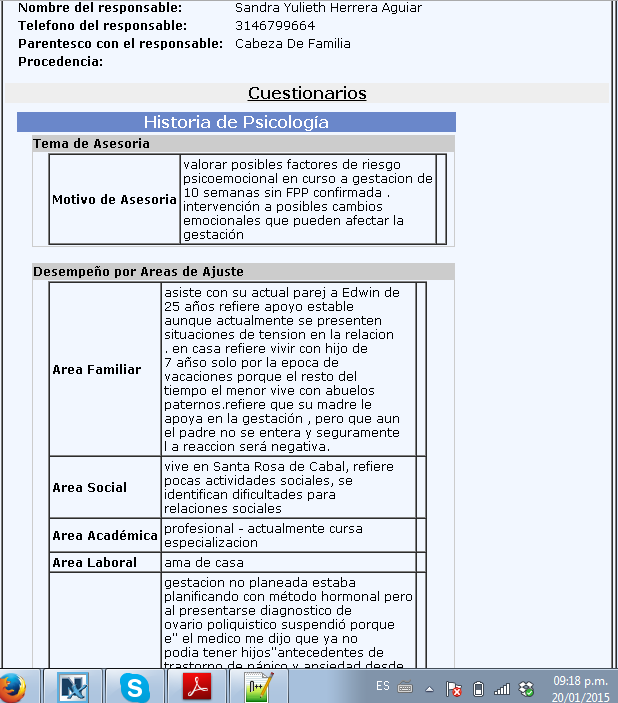 Nombre del responsable: Sandra Yulieth Herrera Aguiar
Telefono del responsable: 3146799664
Parentesco con el responsable: Cabeza De Familia
Procedencia:
Cuestionarios
Historia de Psicología
Tema de Asesoria
Motivo de Asesoria
valorar posibles factores de riesgo
psicoemocional en curso a gestacion de
10 semanas sin FPP confirmada .
intervención a posibles cambios
emocionales que pueden afectar la
gestación
Desempeño por Areas de Ajuste
Area Familiar
asiste con su actual parej a Edwin de
25 años refiere apoyo estable
aunque actualmente se presenten
situaciones de tension en la relacion
. en casa refiere vivir con hijo de
7 añso solo por la epoca de
vacaciones porque el resto del
tiempo el menor vive con abuelos
paternos.refiere que su madre le
apoya en la gestación , pero que aun
el padre no se entera y seguramente
l a reaccion será negativa.
Area Social
vive en Santa Rosa de Cabal, refiere
pocas actividades sociales, se
identifican dificultades para
relaciones sociales
Area Académica
profesional - actualmente cursa
especializacion
Area Laboral
ama de casa
gestacion no planeada estaba
planificando con método hormonal pero
al presentarse diagnostico de
ovario poliquistico suspendió porque
e" el medico me dijo que ya no
podia tener hijos"antecedentes de
trastorno de pánico y ansiedad desde
ES
09:18 p.m.
20/01/2015